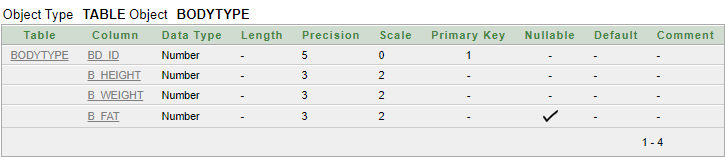 Object Type TABLE Object BODYTYPE
Table Column Data Type Length Precision Scale Primary Key Nullable Default Comment
BODYTYPE BD_ID Number - 5 0 1 - - -
B_HEIGHT Number - 3 2 - - - -
B_WEIGHT Number - 3 2 - - - -
B_FAT Number - 3 2 - ✓ - -
1 - 4